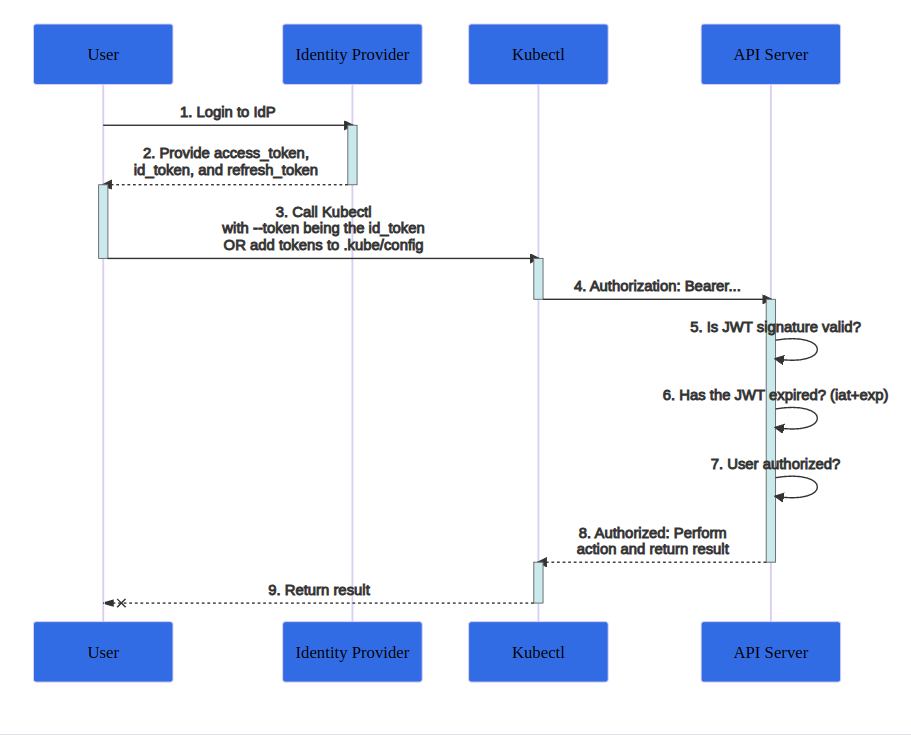 User
Identity Provider
Kubectl
API Server
1. Login to IdP
2. Provide access_token,
id_token, and refresh_token
3. Call Kubectl
with --token being the id_token
OR add tokens to .kube/config
4. Authorization: Bearer...
5. Is JWT signature valid?
6. Has the JWT expired? (iat+exp)
7. User authorized?
8. Authorized: Perform
action and return result
9. Return result
User
Identity Provider
Kubectl
API Server